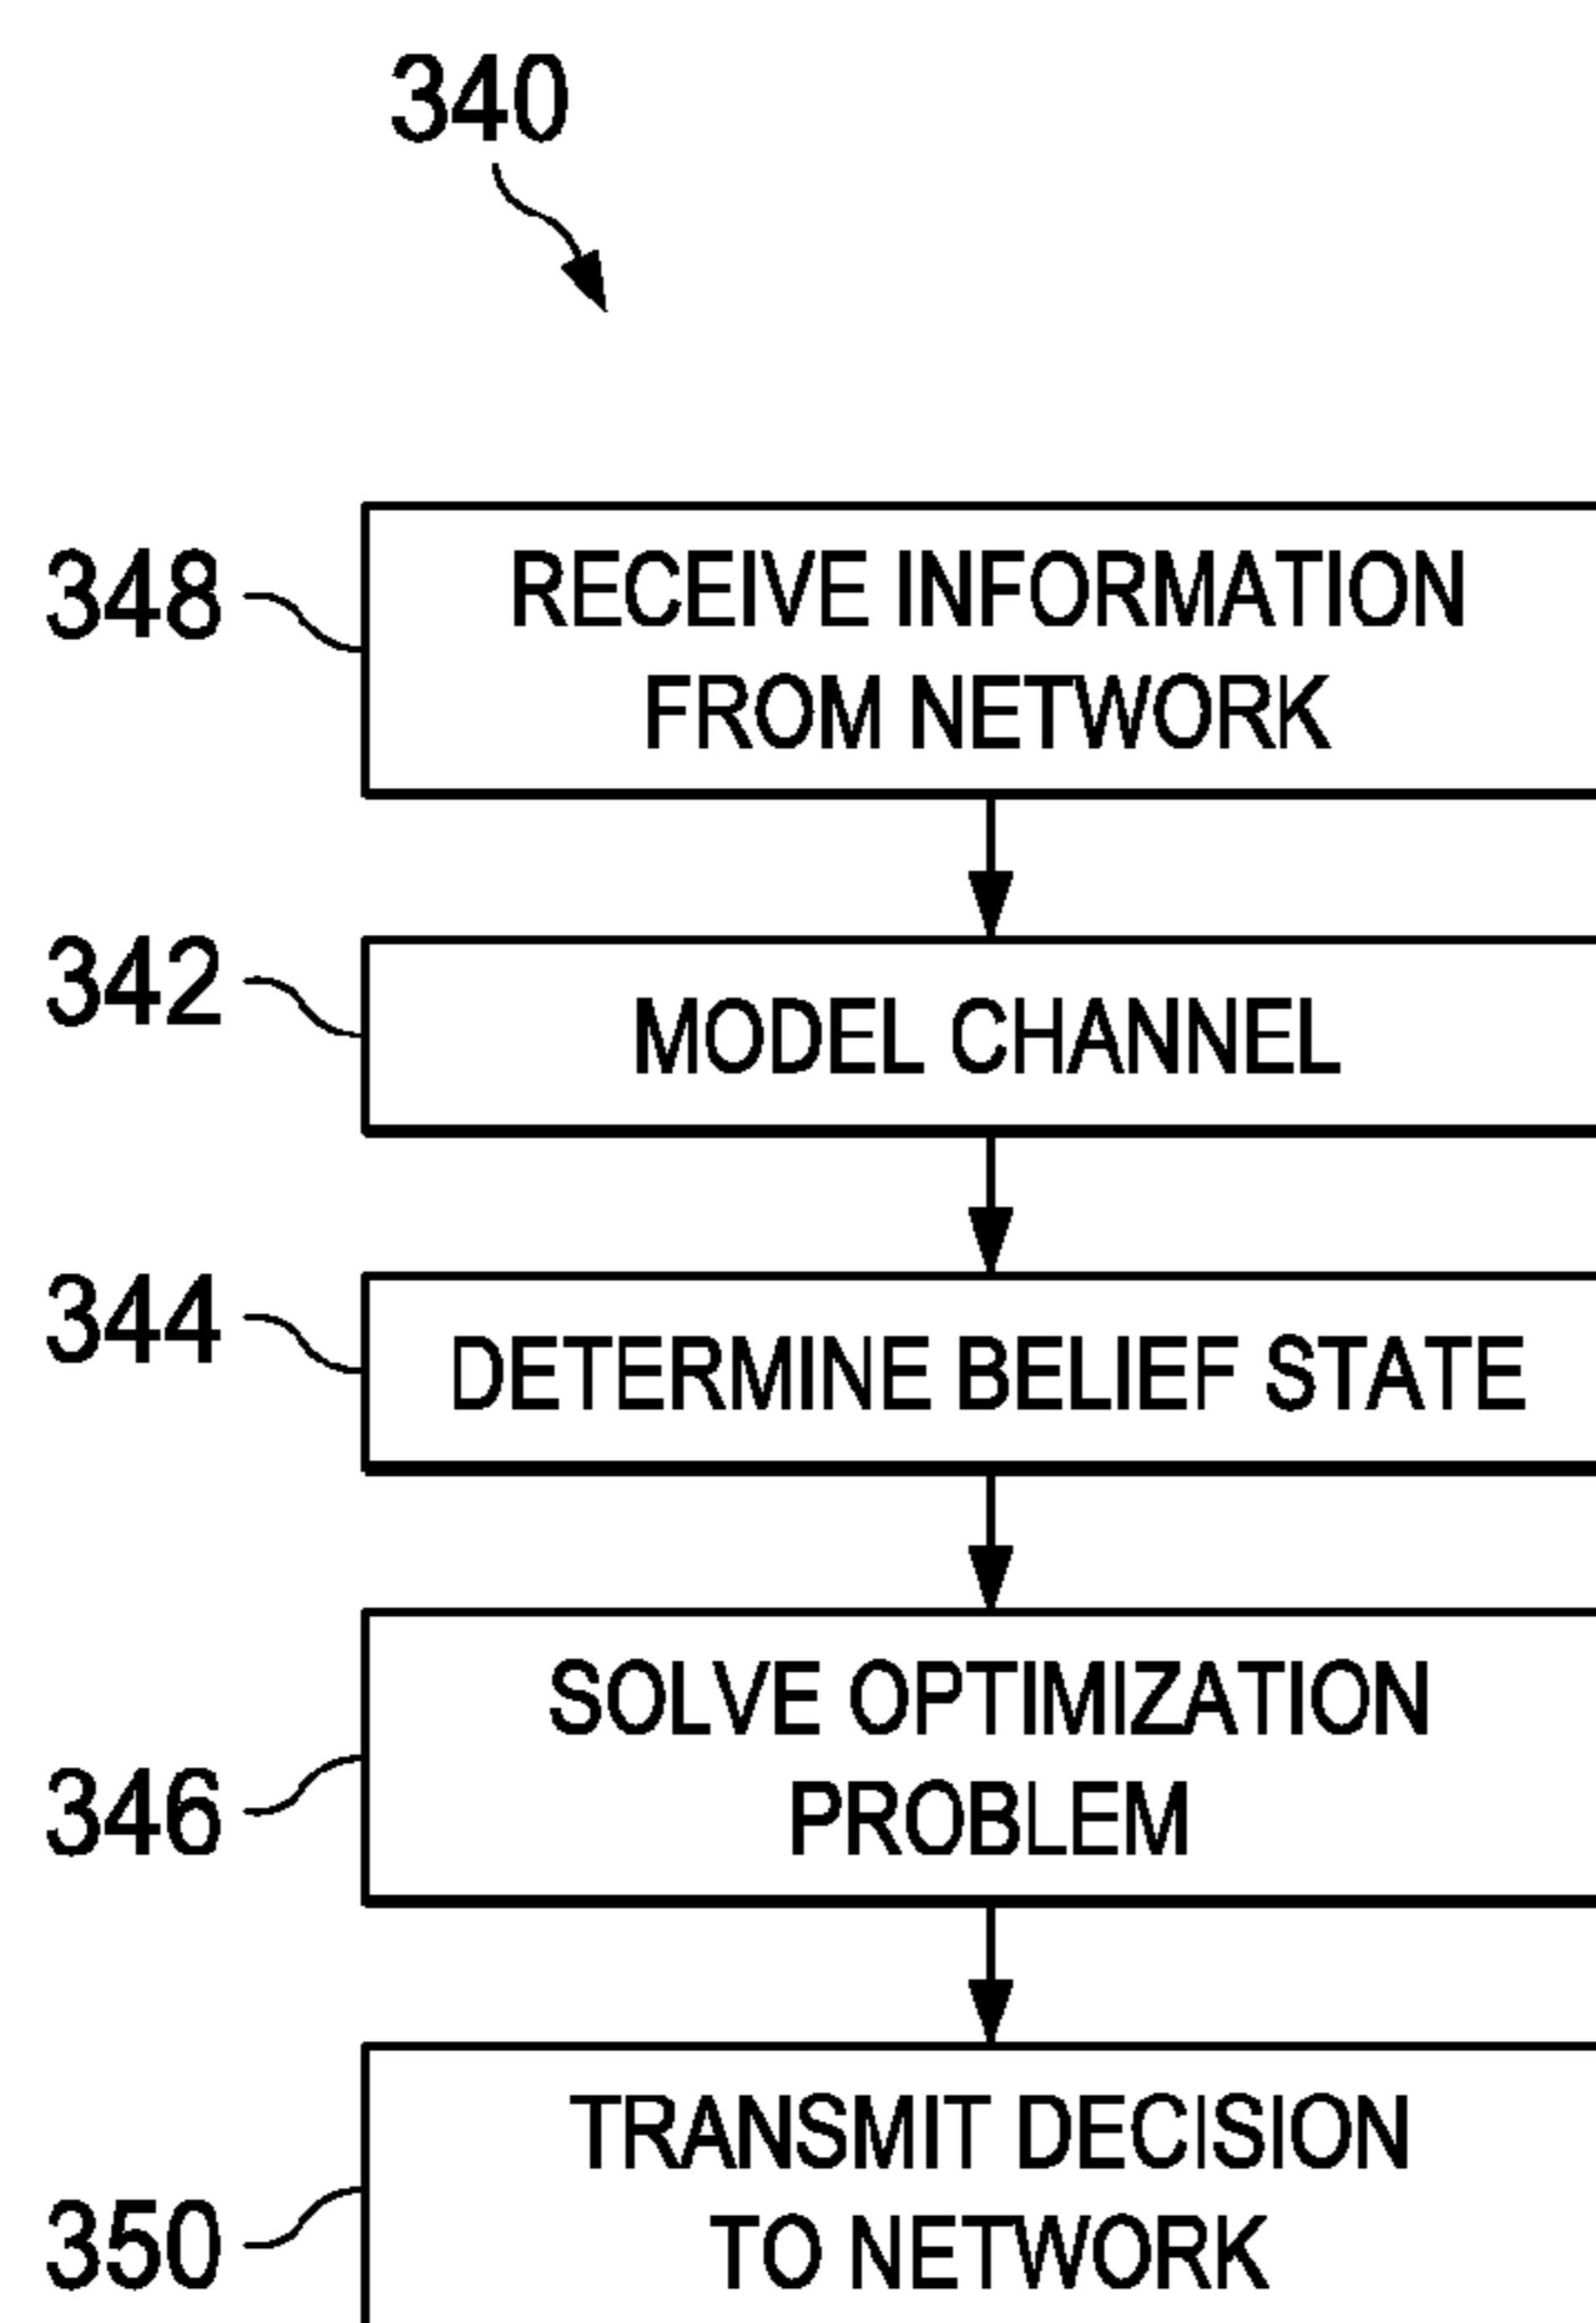 340
348
RECEIVE INFORMATION
FROM NETWORK
342
MODEL CHANNEL
344
DETERMINE BELIEF STATE
346
SOLVE OPTIMIZATION
PROBLEM
350
TRANSMIT DECISION
TO NETWORK